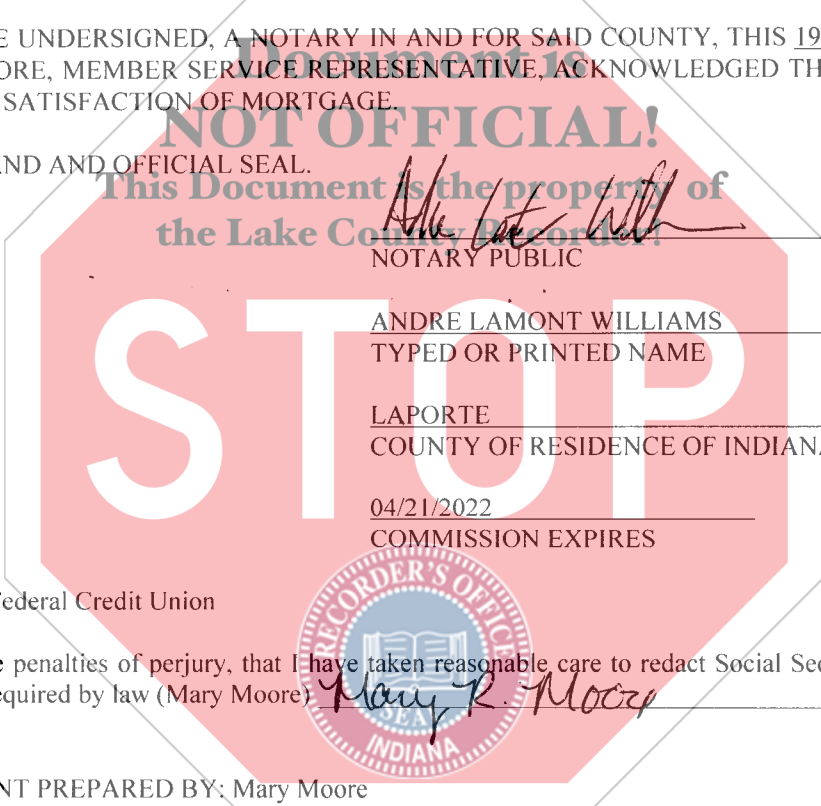 E UNDERSIGNED, A NOTARY IN AND FOR SAID COUNTY, THIS 19
ORE, MEMBER SERVICE REPRESENTATIVE, ACKNOWLEDGED TH
SATISFACTION OF MORTGAGE.
Document is
NOT OFFICIAL!
AND AND OFFICIAL SEAL.
This Document is the property of
the Lake County Recorder!
NOTARY PUBLIC
ANDRE LAMONT WILLIAMS
TYPED OR PRINTED NAME
STOP
LAPORTE
COUNTY OF RESIDENCE OF INDIANA
04/21/2022
COMMISSION EXPIRES
RECORDER'S OFFICE
Federal Credit Union
e penalties of perjury, that I have taken reasonable care to redact Social Sec
equired by law (Mary Moore) Mary R. Moore
SEAL
INDIANA
NT PREPARED BY: Mary Moore